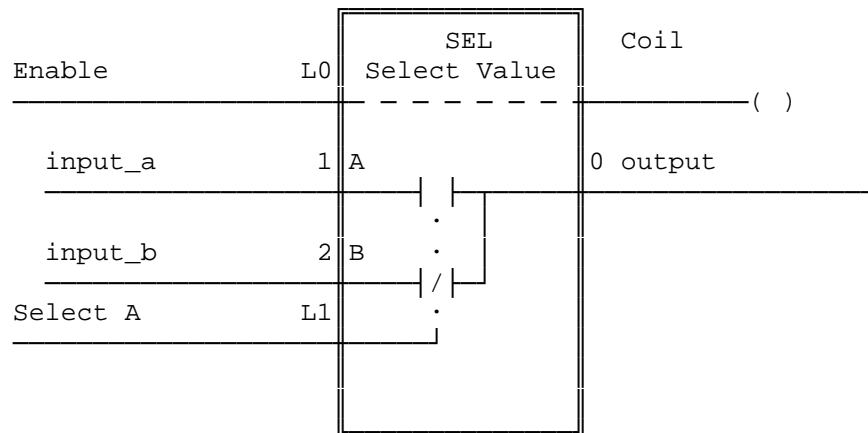 SEL Coil
Enable L0 Select Value
( )
input_a 1 A 0 output
input_b 2 B
/
Select A L1